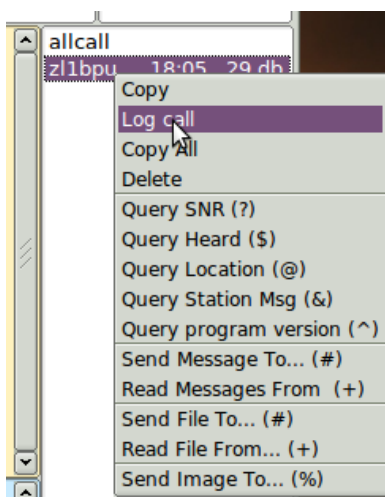 allcall
zl1bpu 18:05 29 db
Copy
Log call
Copy All
Delete
Query SNR (?)
Query Heard ($)
Query Location (@)
Query Station Msg (&)
Query program version (^)
Send Message To... (#)
Read Messages From (+)
Send File To... (#)
Read File From... (+)
Send Image To... (%)